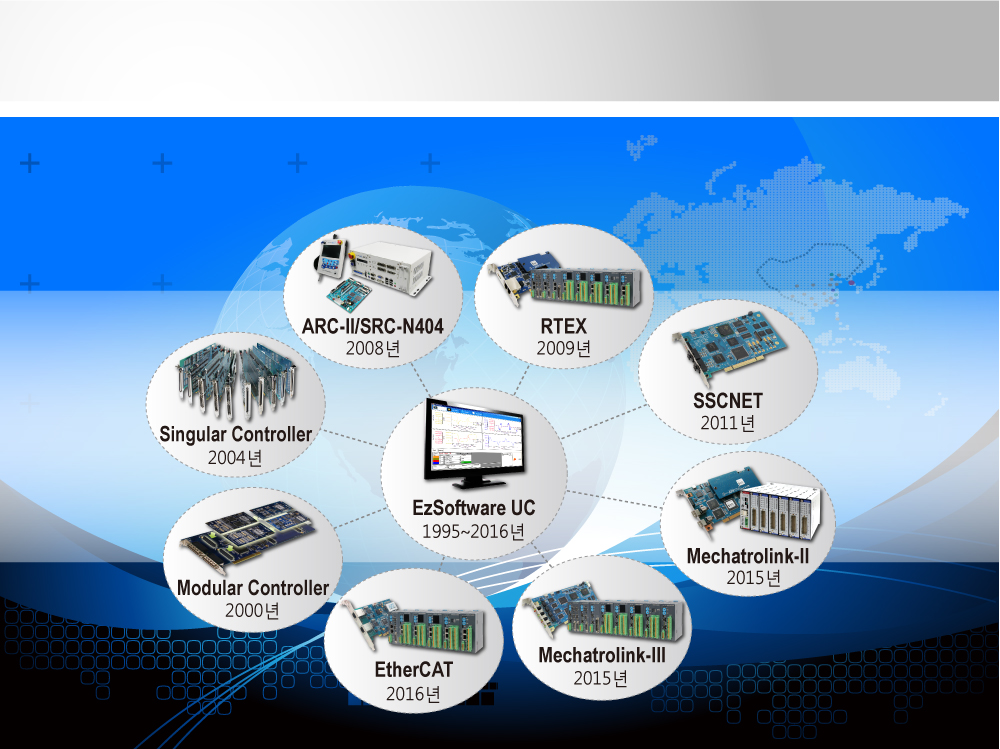 ARC-II/SRC-N404
2008년
RTEX
2009년
SSCNET
2011년
Singular Controller
2004년
EzSoftware UC
1995~2016년
Mechatrolink-II
2015년
Modular Controller
2000년
EtherCAT
2016년
Mechatrolink-III
2015년